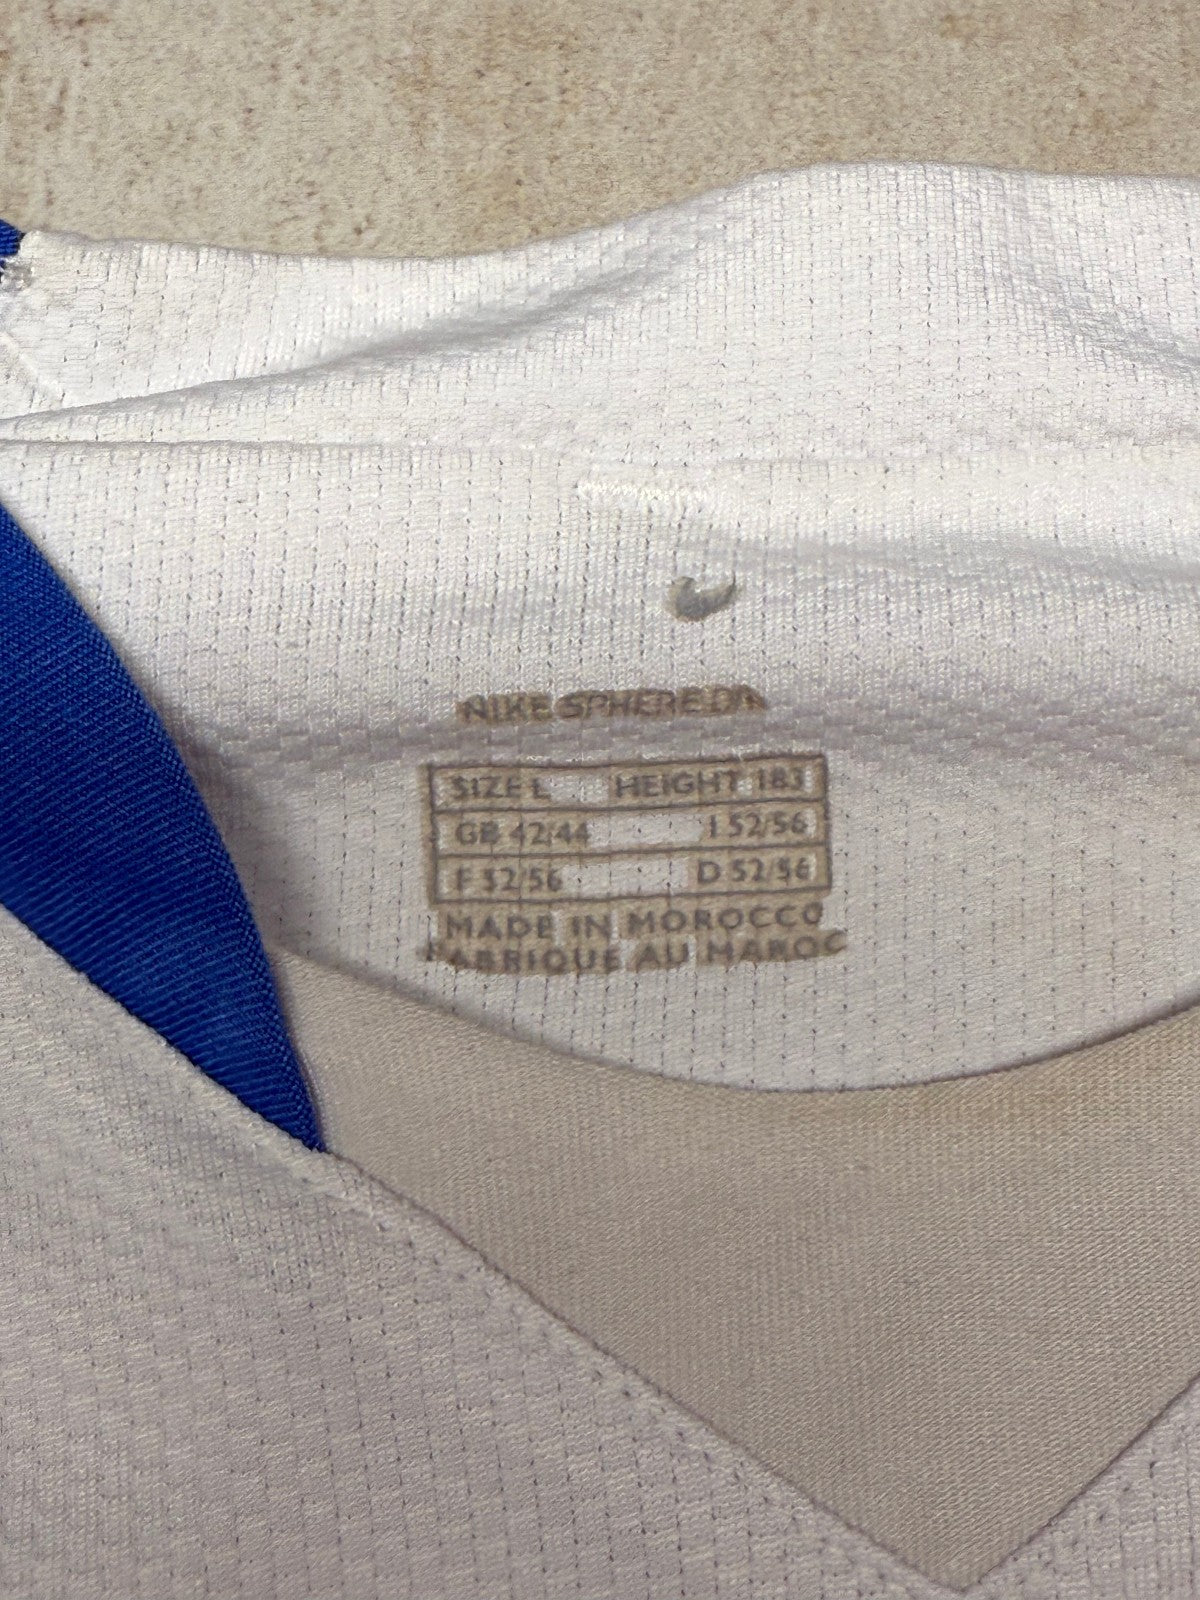 NIKE SPHERE DRY
SIZE L HEIGHT 183
GB 42/44 I 52/56
F 52/56 D 52/56
MADE IN MOROCCO
FABRIQUE AU MAROC